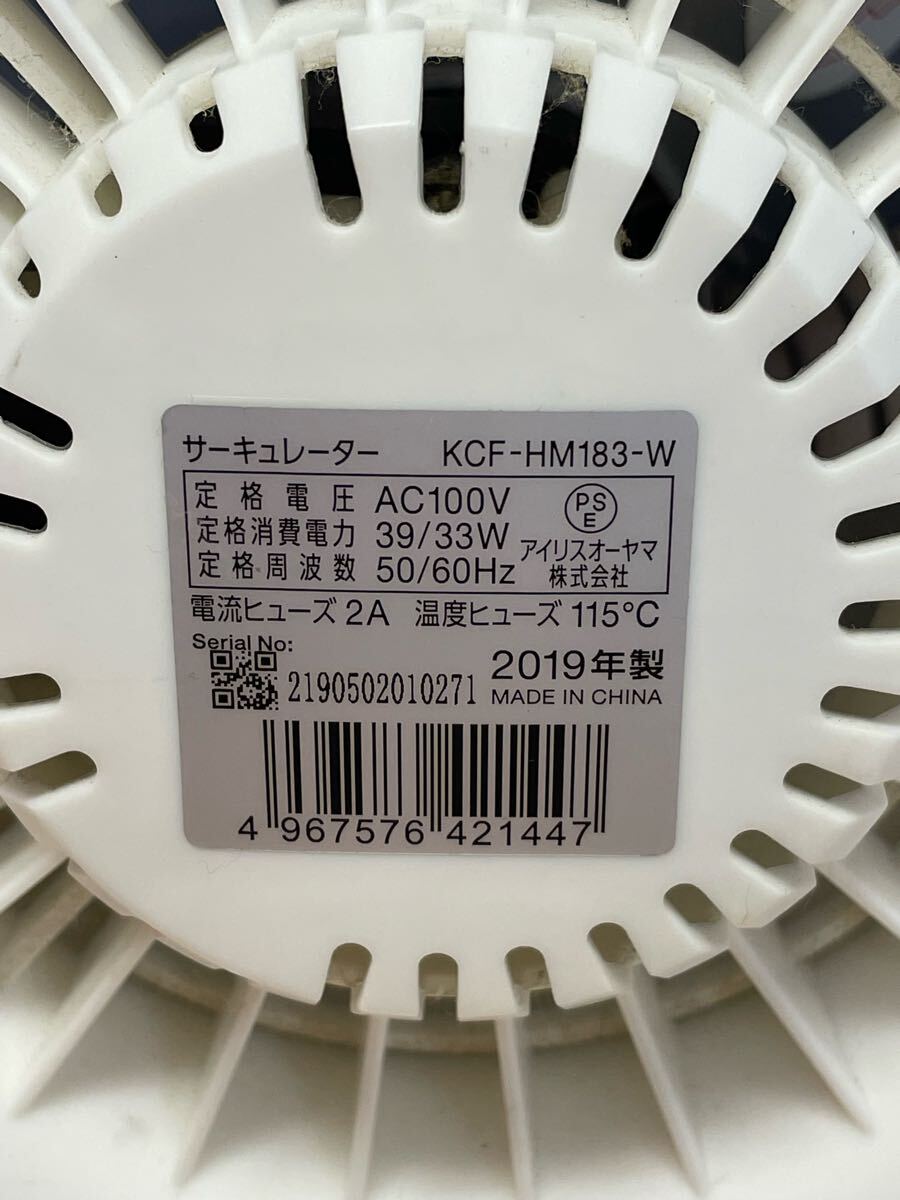 サーキュレーター KCF-HM183-W
定格電圧 AC100V
定格消費電力 39/33W
定格周波数 50/60Hz
PS
E
アイリスオーヤマ
株式会社
電流ヒューズ 2A 温度ヒューズ 115°C
Serial No:
2190502010271
2019年製
MADE IN CHINA
4 967576 421447